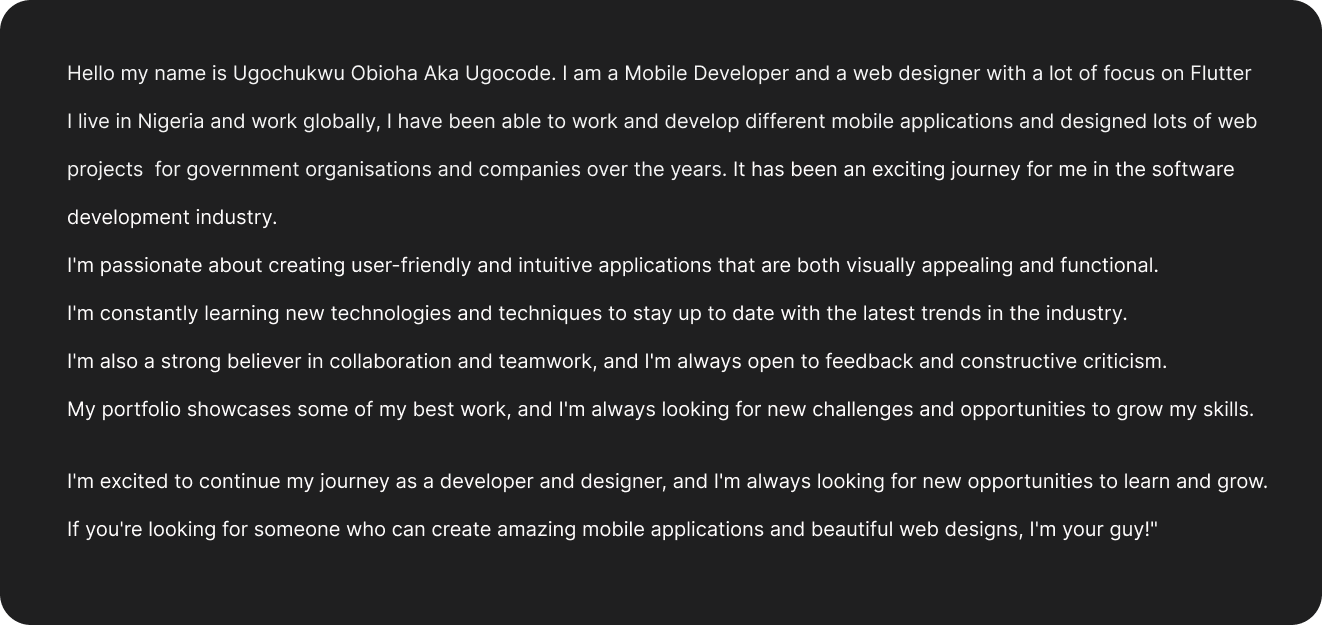 Hello my name is Ugochukwu Obioha Aka Ugocode. I am a Mobile Developer and a web designer with a lot of focus on Flutter
I live in Nigeria and work globally, I have been able to work and develop different mobile applications and designed lots of web
projects  for government organisations and companies over the years. It has been an exciting journey for me in the software
development industry.
I'm passionate about creating user-friendly and intuitive applications that are both visually appealing and functional.
I'm constantly learning new technologies and techniques to stay up to date with the latest trends in the industry.
I'm also a strong believer in collaboration and teamwork, and I'm always open to feedback and constructive criticism.
My portfolio showcases some of my best work, and I'm always looking for new challenges and opportunities to grow my skills.
I'm excited to continue my journey as a developer and designer, and I'm always looking for new opportunities to learn and grow.
If you're looking for someone who can create amazing mobile applications and beautiful web designs, I'm your guy!"